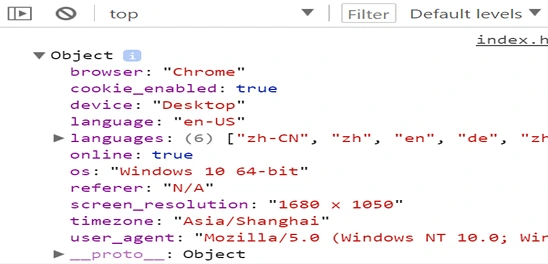 top Filter Default levels
index.h
Object i
browser: "Chrome"
cookie_enabled: true
device: "Desktop"
language: "en-US"
languages: (6) ["zh-CN", "zh", "en", "de", "zh
online: true
os: "Windows 10 64-bit"
referer: "N/A"
screen_resolution: "1680 x 1050"
timezone: "Asia/Shanghai"
user_agent: "Mozilla/5.0 (Windows NT 10.0; Win
__proto__: Object